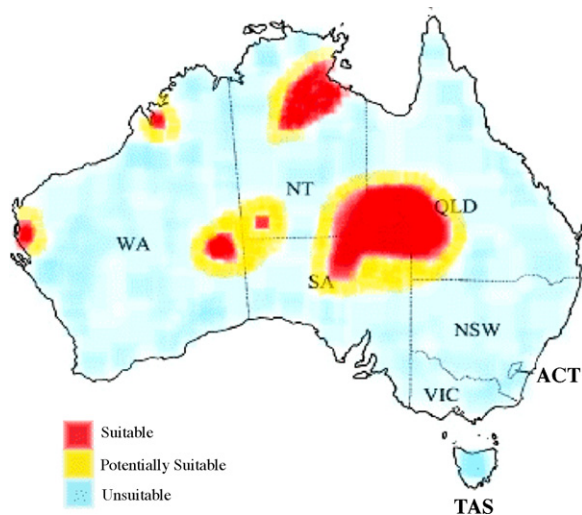 NT
QLD
WA
SA
NSW
ACT
VIC
Suitable
Potentially Suitable
Unsuitable
TAS